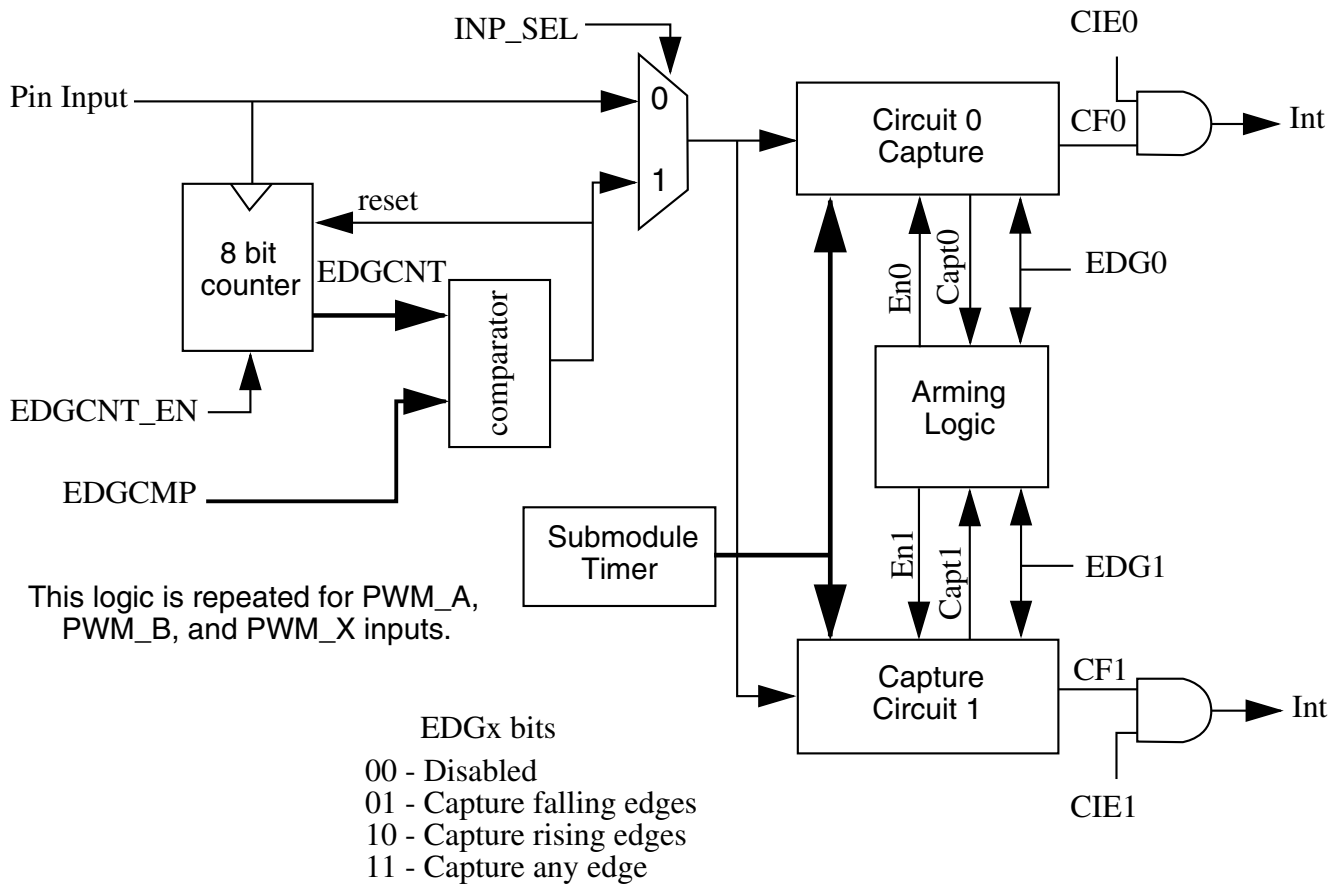 INP_SEL
CIE0
Pin Input
0
Circuit 0
Capture
CF0
Int
1
reset
8 bit
counter
EDGCNT
comparator
En0
Capt0
EDG0
EDGCNT_EN
Arming
Logic
EDGCMP
Submodule
Timer
En1
Capt1
EDG1
This logic is repeated for PWM_A,
PWM_B, and PWM_X inputs.
Capture
Circuit 1
CF1
Int
CIE1
EDGx bits
00 - Disabled
01 - Capture falling edges
10 - Capture rising edges
11 - Capture any edge